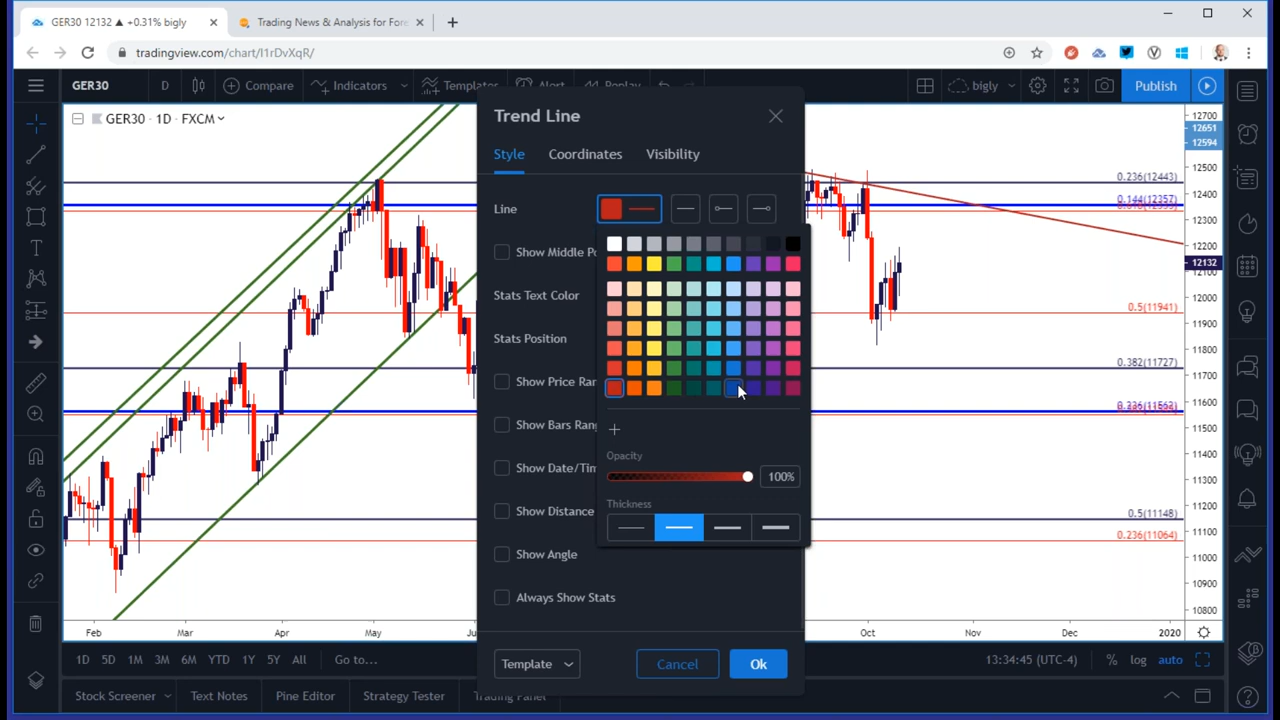 GER30 12132 ▲ +0.31% bigly
Trading News & Analysis for Fore
tradingview.com/chart/I1rDvXqR/
GER30
D
Compare
Indicators
Templates
Alert
Replay
bigly
Publish
GER30 · 1D · FXCM
Trend Line
Style
Coordinates
Visibility
Line
Show Middle Po
Stats Text Color
Stats Position
Show Price Ran
Show Bars Rang
Show Date/Tim
Show Distance
Show Angle
Always Show Stats
Opacity
100%
Thickness
Template
Cancel
Ok
0.236(12443)
0.144(12357)
0.5(11941)
0.382(11727)
0.5(11148)
0.236(11064)
12700
12651
12594
12500
12400
12300
12200
12132
12100
12000
11900
11800
11700
11600
11500
11400
11300
11200
11100
11000
10900
10800
Feb
Mar
Apr
May
Oct
Nov
Dec
2020
1D
5D
1M
3M
6M
YTD
1Y
5Y
All
Go to...
13:34:45 (UTC-4)
%
log
auto
Stock Screener
Text Notes
Pine Editor
Strategy Tester
Trading Panel